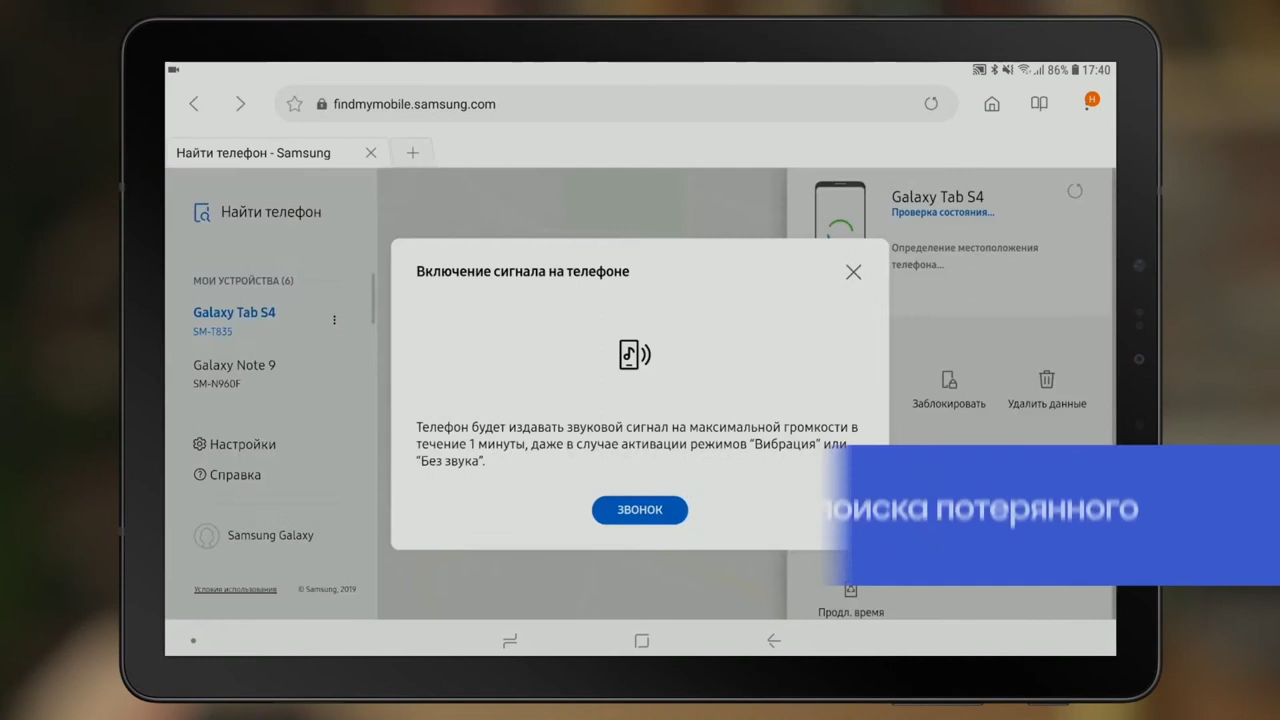 86% 17:40
findmymobile.samsung.com
H
Найти телефон - Samsung
Найти телефон
МОИ УСТРОЙСТВА (6)
Galaxy Tab S4
SM-T835
Galaxy Note 9
SM-N960F
Настройки
Справка
Samsung Galaxy
Условия использования © Samsung, 2019
Включение сигнала на телефоне
Телефон будет издавать звуковой сигнал на максимальной громкости в
течение 1 минуты, даже в случае активации режимов “Вибрация” или
“Без звука”.
ЗВОНОК
Galaxy Tab S4
Проверка состояния...
Определение местоположения
телефона...
Заблокировать
Удалить данные
потерянного
Продл. время